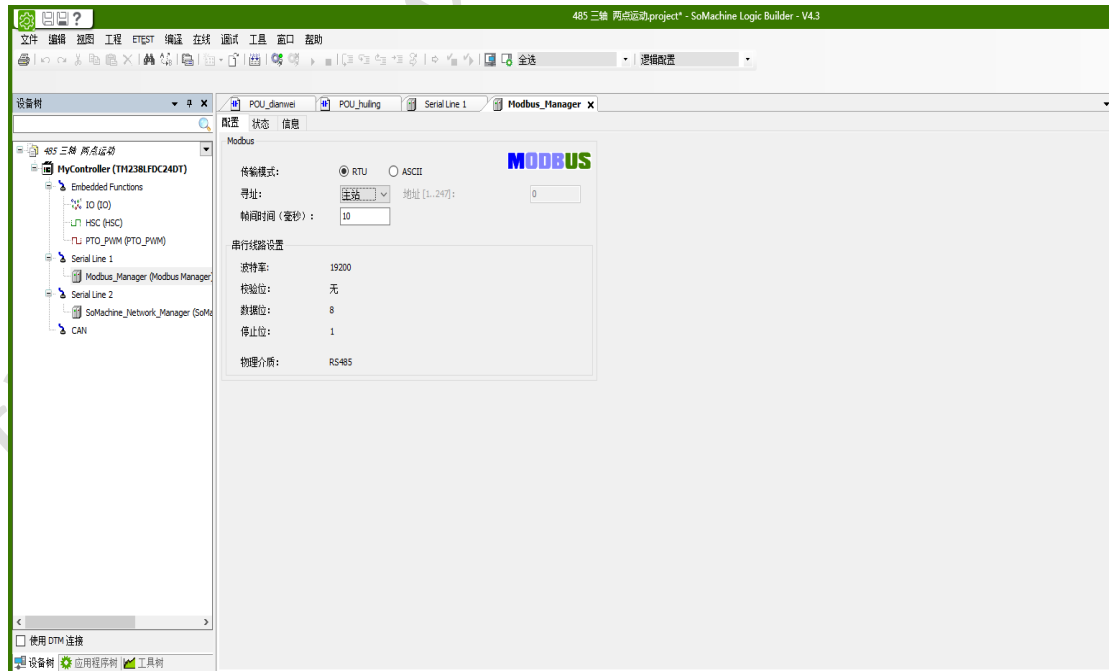 485 三轴 两点运动.project* - SoMachine Logic Builder - V4.3
文件 编辑 视图 工程 ETEST 编译 在线 调试 工具 窗口 帮助
全选 逻辑配置
设备树
POU_dianwei POU_huiling Serial Line 1 Modbus_Manager
配置 状态 信息
485 三轴 两点运动
MyController (TM238LFDC24DT)
Embedded Functions
IO (IO)
HSC (HSC)
PTO_PWM (PTO_PWM)
Serial Line 1
Modbus_Manager (Modbus Manager)
Serial Line 2
SoMachine_Network_Manager (SoMa
CAN
Modbus
MODBUS
传输模式: RTU ASCII
寻址: 主站 地址 [1..247]: 0
帧间时间 (毫秒) : 10
串行线路设置
波特率: 19200
校验位: 无
数据位: 8
停止位: 1
物理介质: RS485
使用 DTM 连接
设备树 应用程序树 工具树